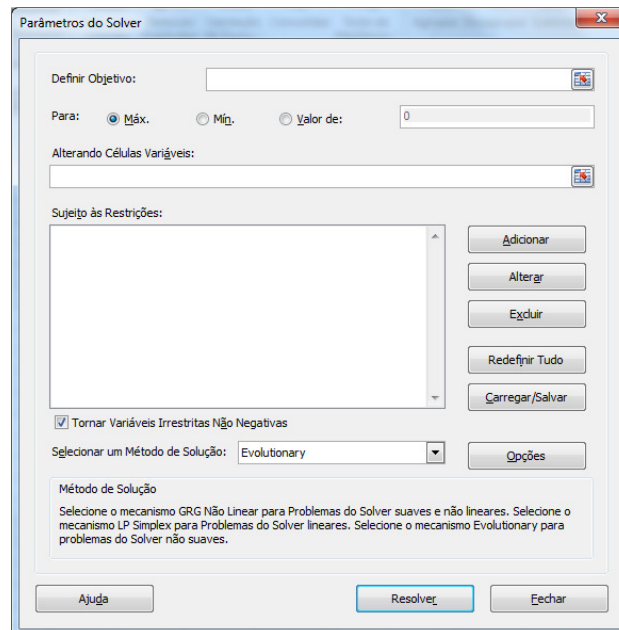 Parâmetros do Solver
Definir Objetivo:
Para: Máx. Mín. Valor de: 0
Alterando Células Variáveis:
Sujeito às Restrições:
Adicionar
Alterar
Excluir
Redefinir Tudo
Carregar/Salvar
Tornar Variáveis Irrestritas Não Negativas
Selecionar um Método de Solução: Evolutionary Opções
Método de Solução
Selecione o mecanismo GRG Não Linear para Problemas do Solver suaves e não lineares. Selecione o
mecanismo LP Simplex para Problemas do Solver lineares. Selecione o mecanismo Evolutionary para
problemas do Solver não suaves.
Ajuda Resolver Fechar